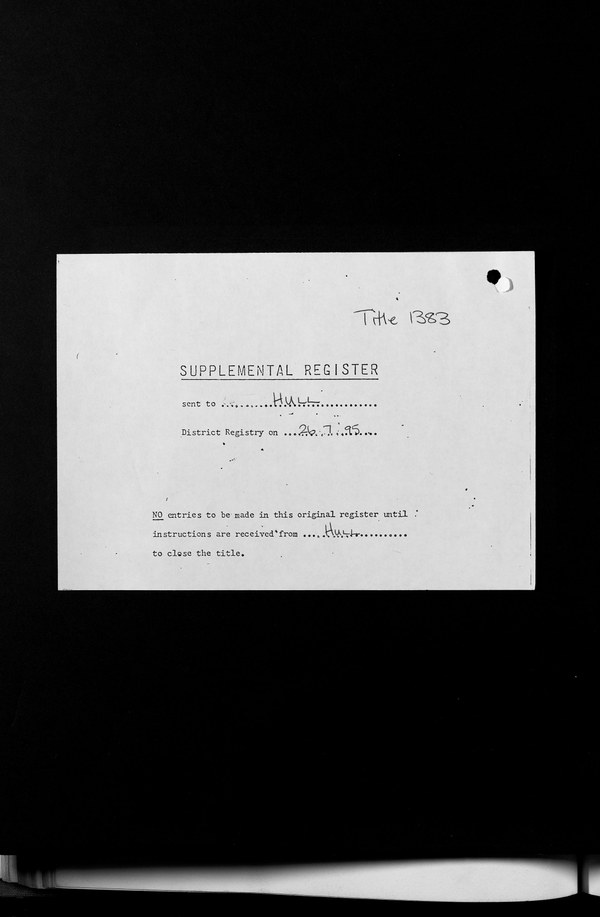 Title 1383
SUPPLEMENTAL REGISTER
sent to ............HULL................
District Registry on ....26.7.95....
NO entries to be made in this original register until
instructions are received from .....HULL............
to close the title.